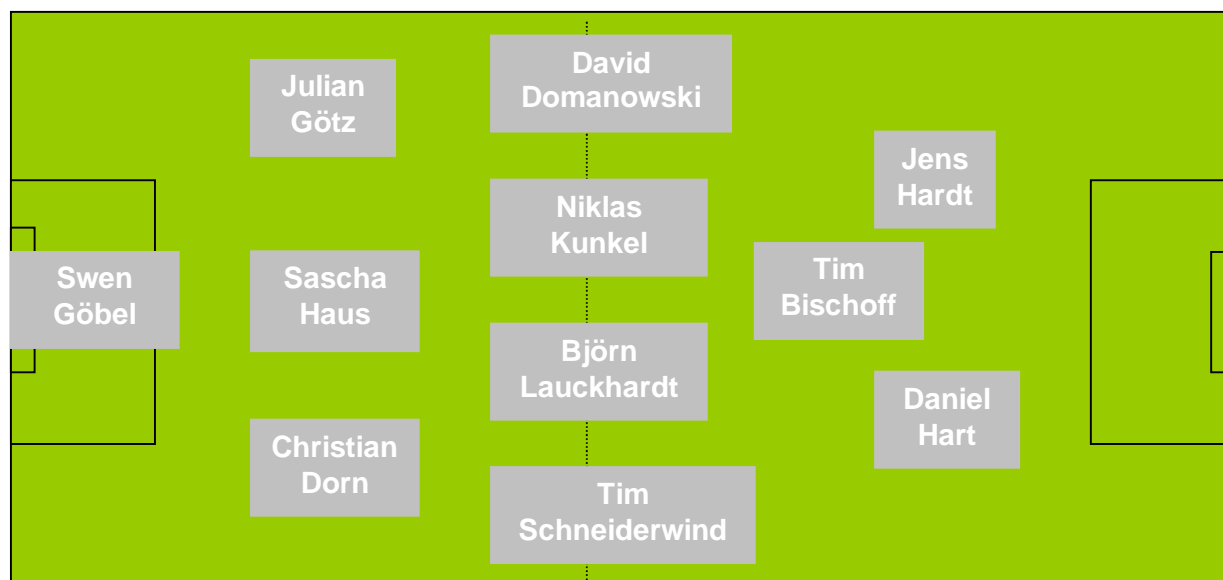 Swen
Göbel
Julian
Götz
Sascha
Haus
Christian
Dorn
David
Domanowski
Niklas
Kunkel
Björn
Lauckhardt
Tim
Schneiderwind
Tim
Bischoff
Jens
Hardt
Daniel
Hart